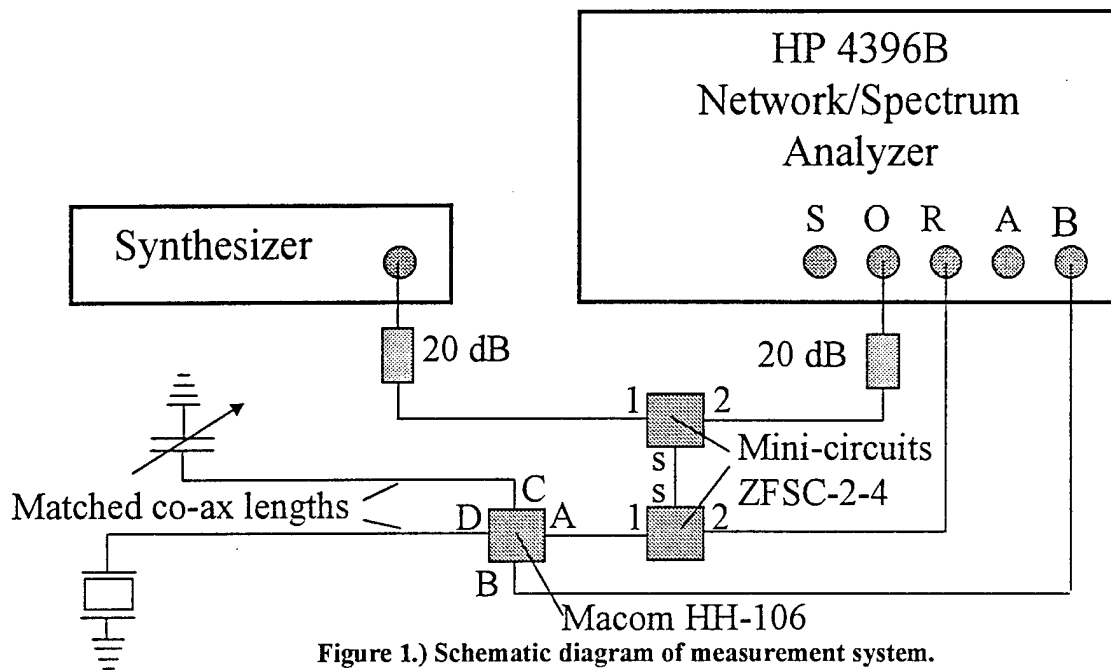 HP 4396B
Network/Spectrum
Analyzer
S O R A B
Synthesizer
20 dB
20 dB
1 2
Mini-circuits
ZFSC-2-4
s
s
Matched co-ax lengths
C
D A 1 2
B
Macom HH-106
Figure 1.) Schematic diagram of measurement system.